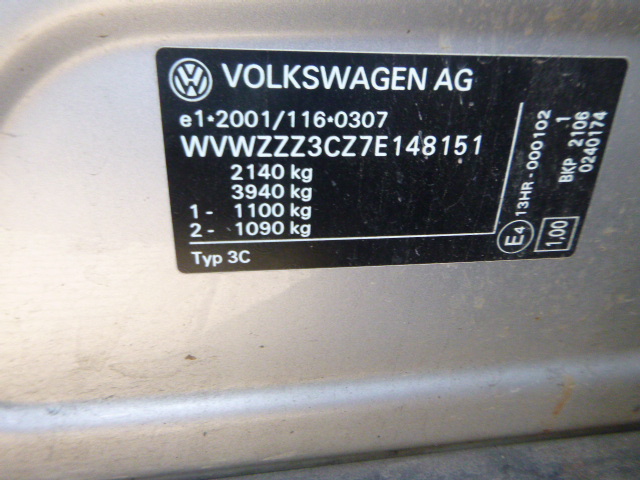 VOLKSWAGEN AG
e1*2001/116*0307
WVWZZZ3CZ7E148151
2140 kg
3940 kg
1 - 1100 kg
2 - 1090 kg
Typ 3C
E4
13HR-000102
1,00
BKP 2106 1
0240174